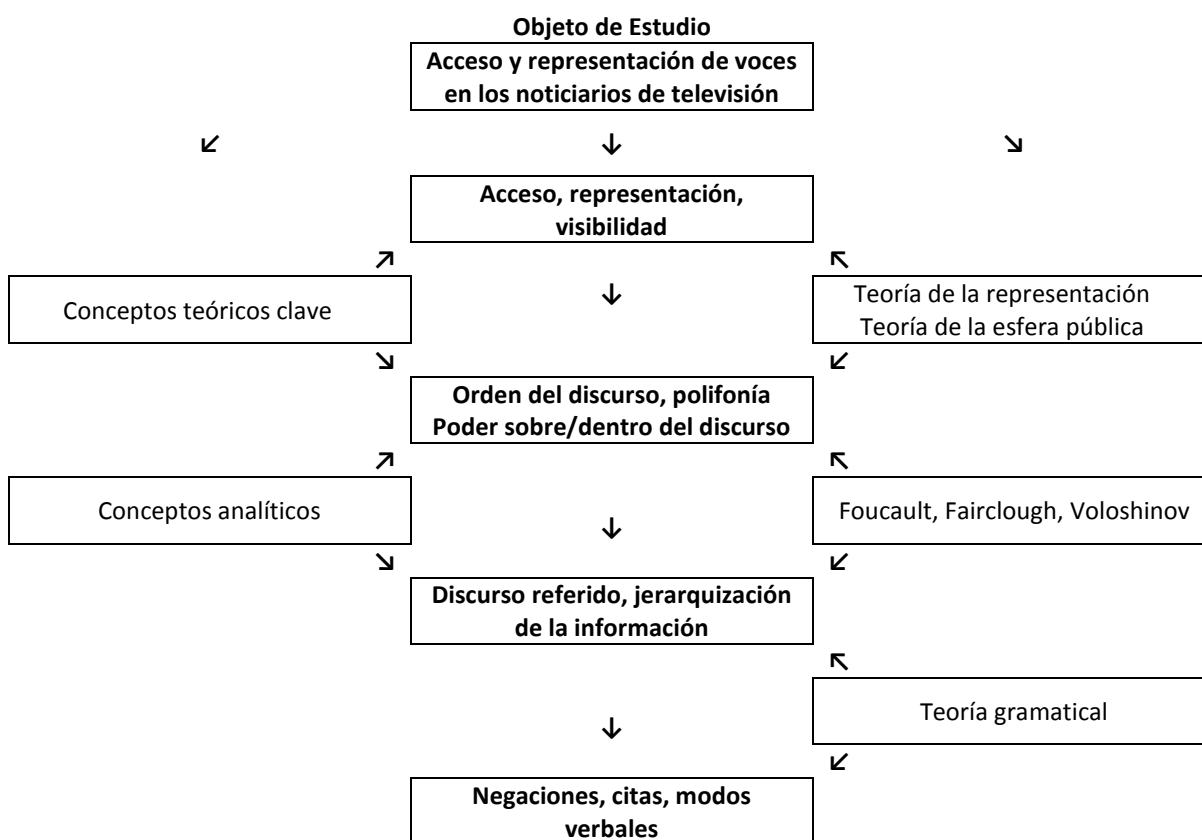 Objeto de Estudio
Acceso y representación de voces
en los noticiarios de televisión
Acceso, representación,
visibilidad
Conceptos teóricos clave
Teoría de la representación
Teoría de la esfera pública
Orden del discurso, polifonía
Poder sobre/dentro del discurso
Conceptos analíticos
Foucault, Fairclough, Voloshinov
Discurso referido, jerarquización
de la información
Teoría gramatical
Negaciones, citas, modos
verbales